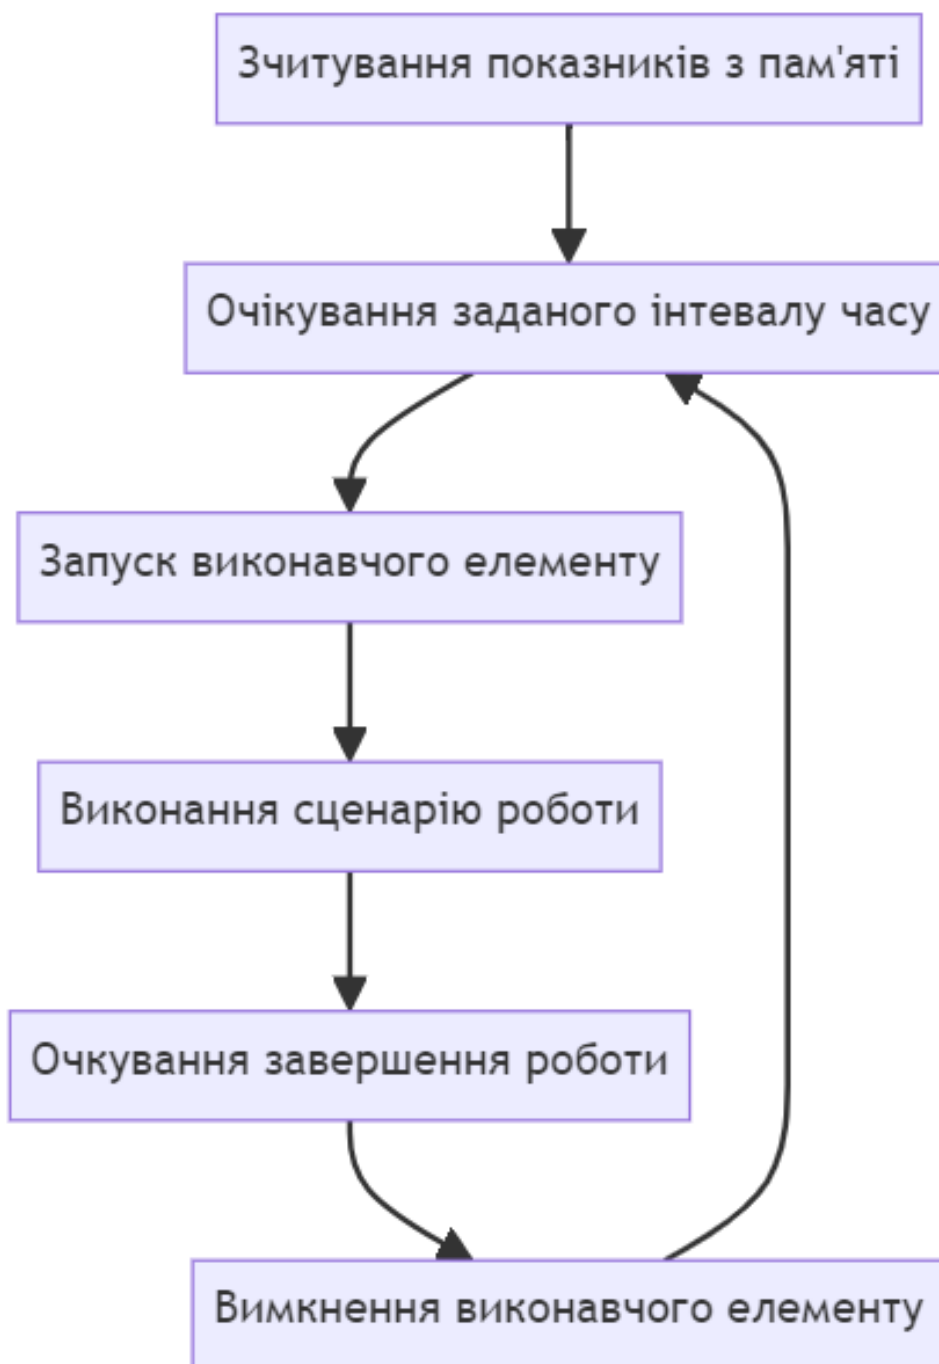 Зчитування показників з пам'яті
Очікування заданого інтевалу часу
Запуск виконавчого елементу
Виконання сценарію роботи
Очкування завершення роботи
Вимкнення виконавчого елементу